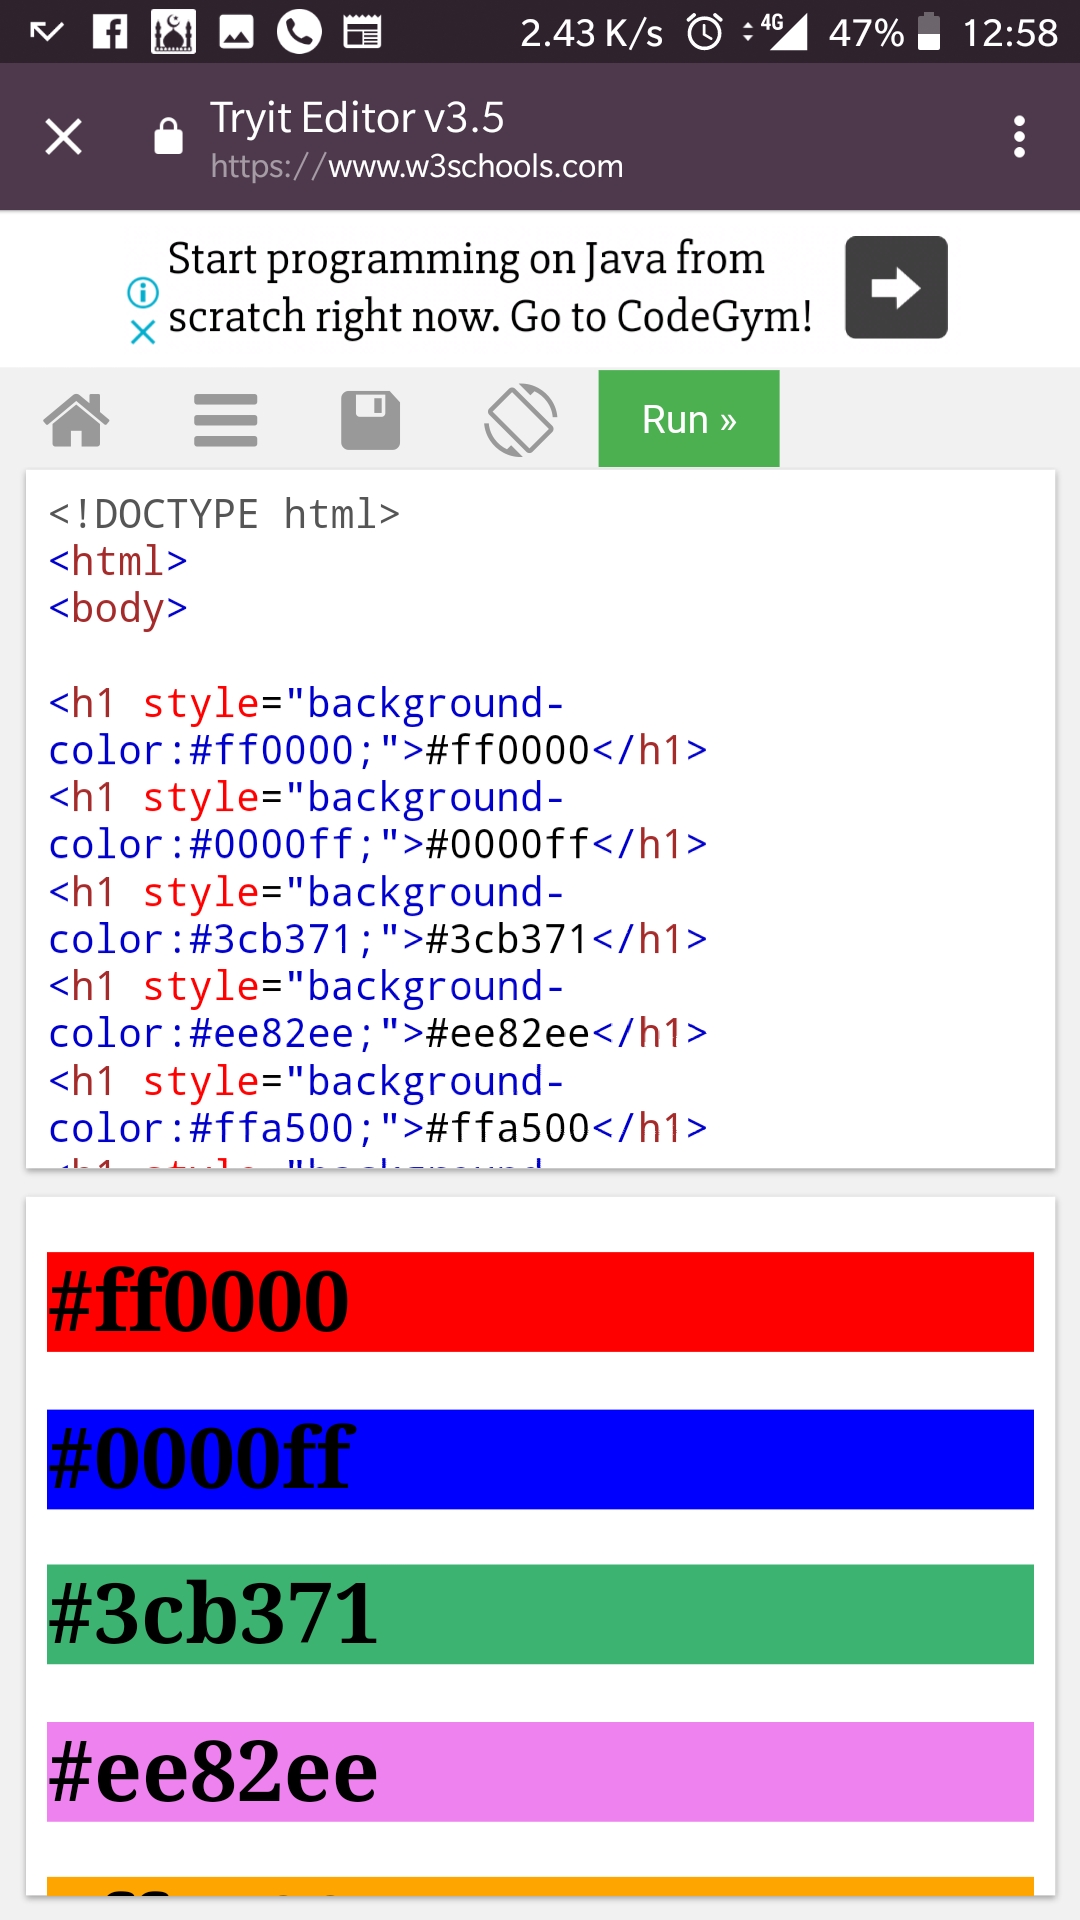 2.43 K/s 4G 47% 12:58
Tryit Editor v3.5
https://www.w3schools.com
Start programming on Java from
scratch right now. Go to CodeGym!
Run »
<!DOCTYPE html>
<html>
<body>
<h1 style="background-
color:#ff0000;">#ff0000</h1>
<h1 style="background-
color:#0000ff;">#0000ff</h1>
<h1 style="background-
color:#3cb371;">#3cb371</h1>
<h1 style="background-
color:#ee82ee;">#ee82ee</h1>
<h1 style="background-
color:#ffa500;">#ffa500</h1>
#ff0000
#0000ff
#3cb371
#ee82ee